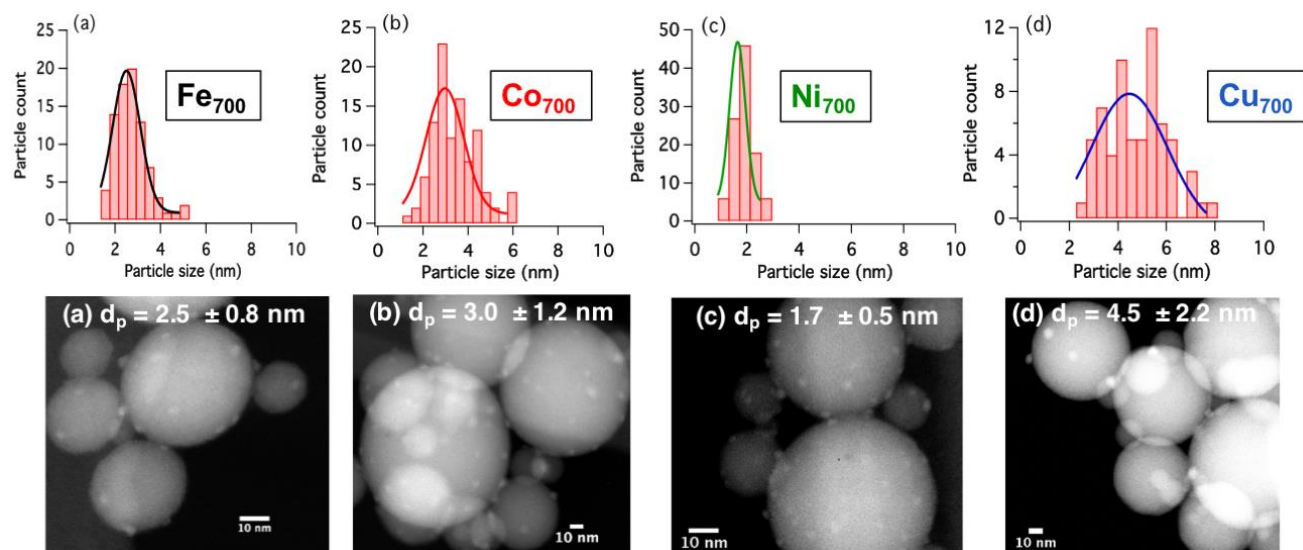 (a)
25
20
15
10
5
0
Particle count
Fe700
0 2 4 6 8 10
Particle size (nm)
(b)
25
20
15
10
5
0
Particle count
Co700
0 2 4 6 8 10
Particle size (nm)
(c)
50
40
30
20
10
0
Particle count
Ni700
0 2 4 6 8 10
Particle size (nm)
(d)
12
8
4
0
Particle count
Cu700
0 2 4 6 8 10
Particle size (nm)
(a) dp = 2.5 ± 0.8 nm
10 nm
(b) dp = 3.0 ± 1.2 nm
10 nm
(c) dp = 1.7 ± 0.5 nm
10 nm
(d) dp = 4.5 ± 2.2 nm
10 nm